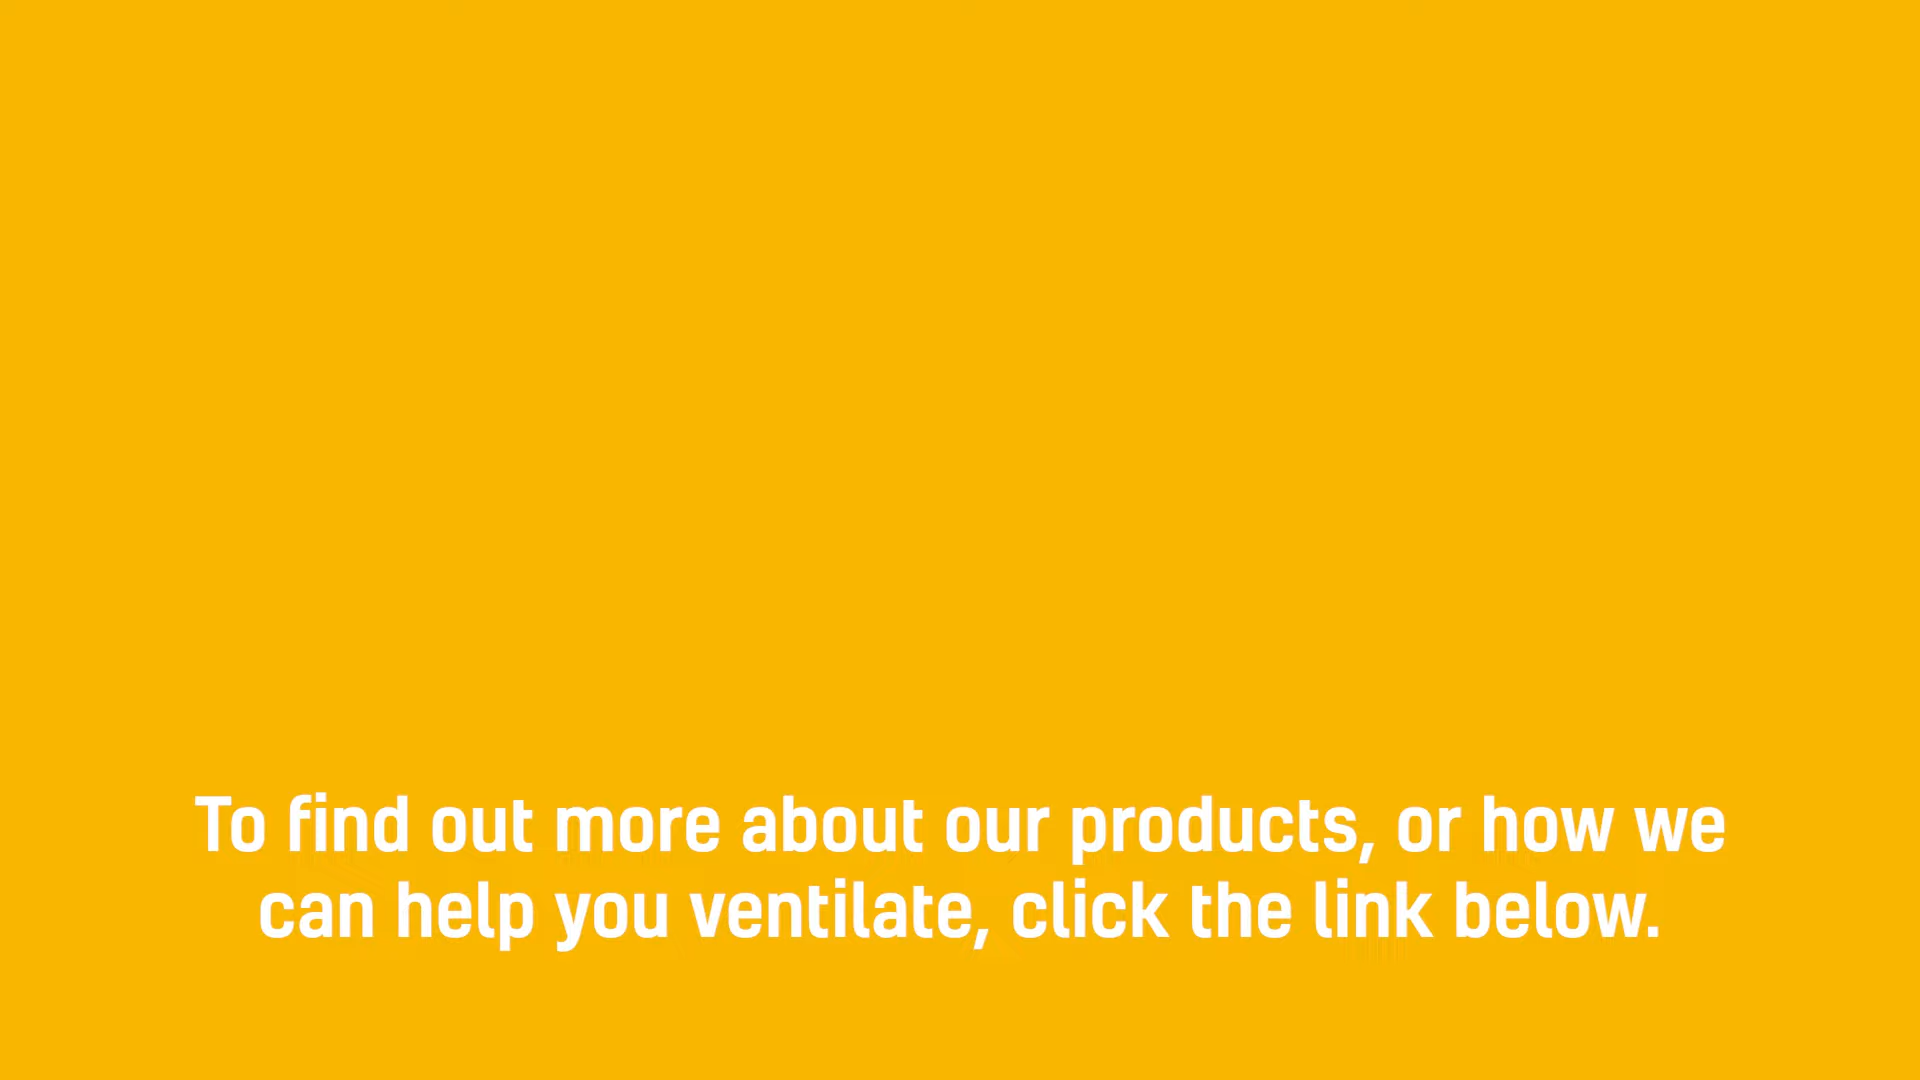 To find out more about our products, or how we
can help you ventilate, click the link below.